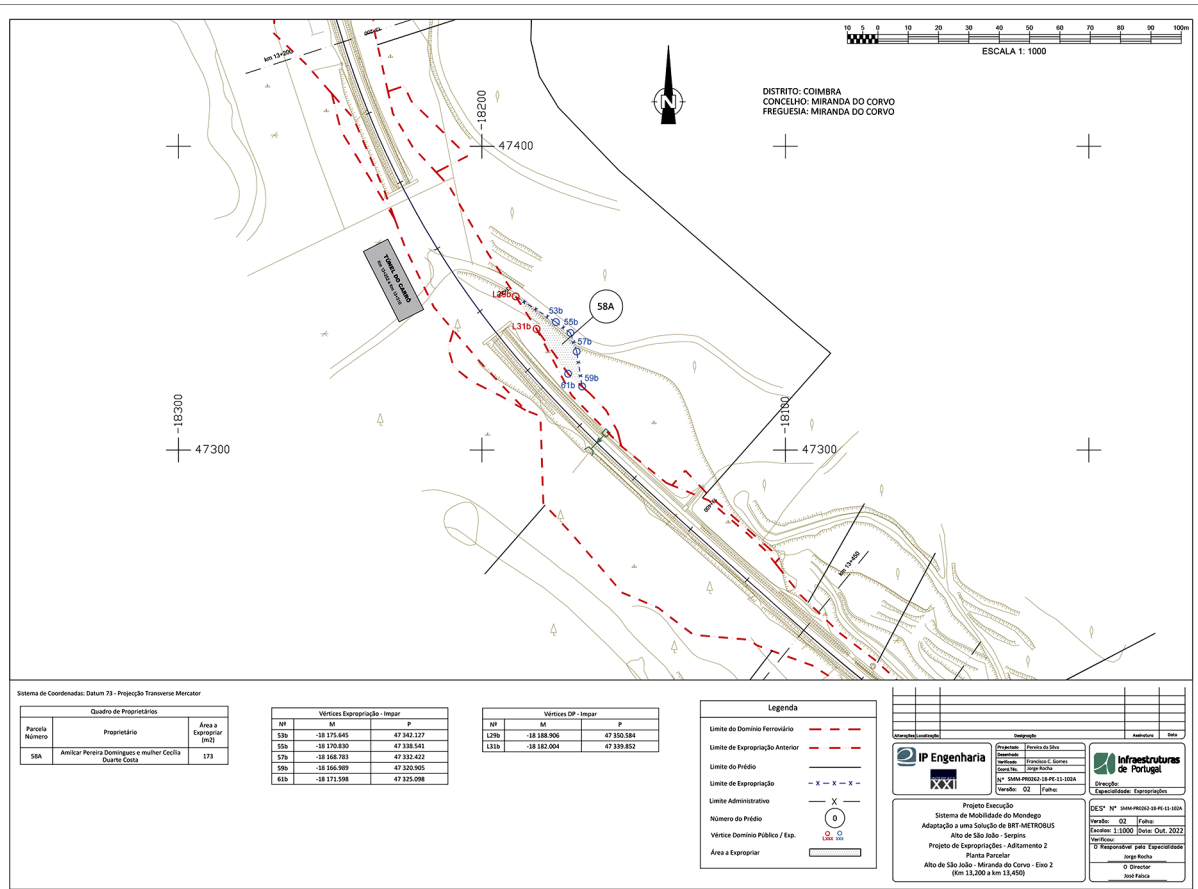 10 5 0 10 20 30 40 50 60 70 80 90 100m
ESCALA 1: 1000
km 13+200
N
DISTRITO: COIMBRA
CONCELHO: MIRANDA DO CORVO
FREGUESIA: MIRANDA DO CORVO
-18200
47400
TÚNEL DO CARRÔ
L29b
53b
55b
58A
L31b
57b
59b
61b
-18300
47300
-18100
47300
km 13+450
Sistema de Coordenadas: Datum 73 - Projecção Transverse Mercator
Quadro de Proprietários
Parcela Número
Proprietário
Área a Expropriar (m2)
58A
Amílcar Pereira Domingues e mulher Cecília
Duarte Costa
173
Vértices Expropriação - Impar
Nº M P
53b -18 175.645 47 342.127
55b -18 170.830 47 338.541
57b -18 168.783 47 332.422
59b -18 166.989 47 320.905
61b -18 171.598 47 325.098
Vértices DP - Impar
Nº M P
L29b -18 188.906 47 350.584
L31b -18 182.004 47 339.852
Legenda
Limite do Domínio Ferroviário
Limite de Expropriação Anterior
Limite do Prédio
Limite de Expropriação
Limite Administrativo
X
Número do Prédio
0
Vértice Domínio Público / Exp.
Lxxx xxx
Área a Expropriar
Alterações Localização Designação Assinatura Data
IP Engenharia
XXI
Projectado Pereira da Silva
Desenhado
Verificado Francisco C. Gomes
Coord.Téc. Jorge Rocha
Nº SMM-PR0262-18-PE-11-102A
Versão: 02 Folha:
Infraestruturas
de Portugal
Direcção:
Especialidade: Expropriações
Projeto Execução
Sistema de Mobilidade do Mondego
Adaptação a uma Solução de BRT-METROBUS
Alto de São João - Serpins
Projeto de Expropriações - Aditamento 2
Planta Parcelar
Alto de São João - Miranda do Corvo - Eixo 2
(Km 13,200 a km 13,450)
DESº Nº SMM-PR0262-18-PE-11-102A
Versão: 02 Folha:
Escalas: 1:1000 Data: Out. 2022
Verificou:
O Responsável pela Especialidade
Jorge Rocha
O Director
José Faísca